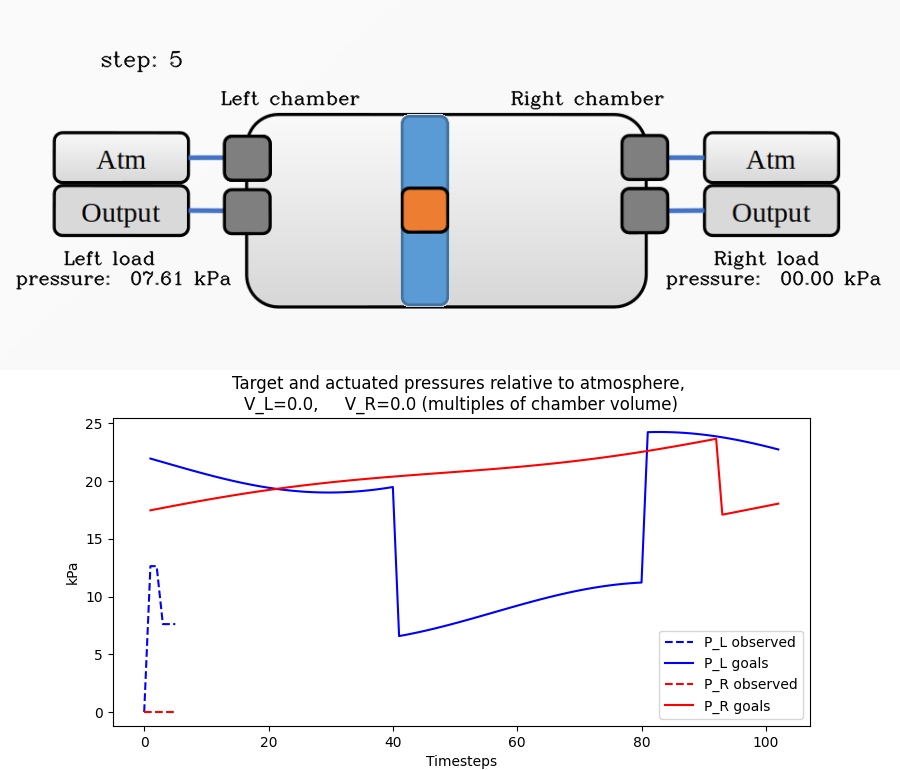 step: 5
Left chamber
Right chamber
Atm
Atm
Output
Output
Left load
pressure: 07.61 kPa
Right load
pressure: 00.00 kPa
Target and actuated pressures relative to atmosphere,
V_L=0.0, V_R=0.0 (multiples of chamber volume)
25
20
15
10
5
0
kPa
0
20
40
60
80
100
Timesteps
P_L observed
P_L goals
P_R observed
P_R goals